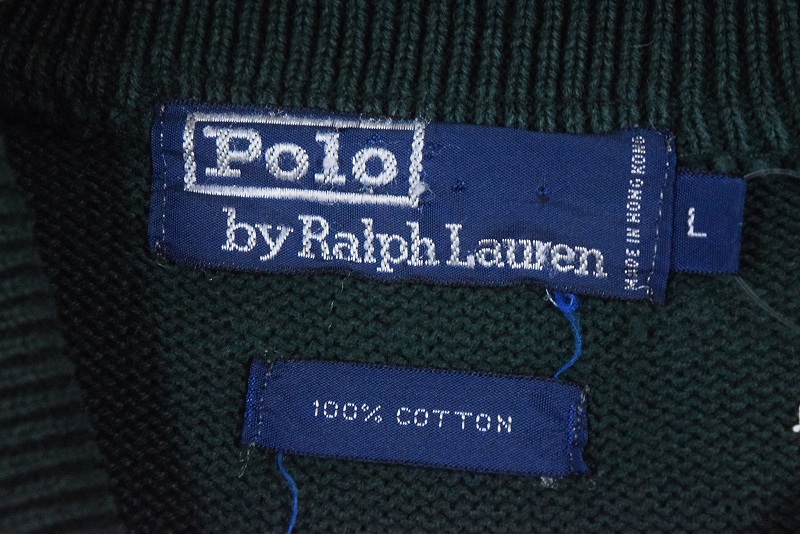 Polo
by Ralph Lauren
MADE IN HONG KONG
L
100% COTTON